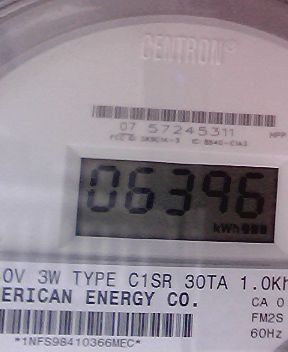 CENTRON®
07 57245311
06396
kWh
0V 3W TYPE C1SR 30TA 1.0Kh
ERICAN ENERGY CO.
CA 0
FM2S
60Hz
*1NFS98410366MEC*